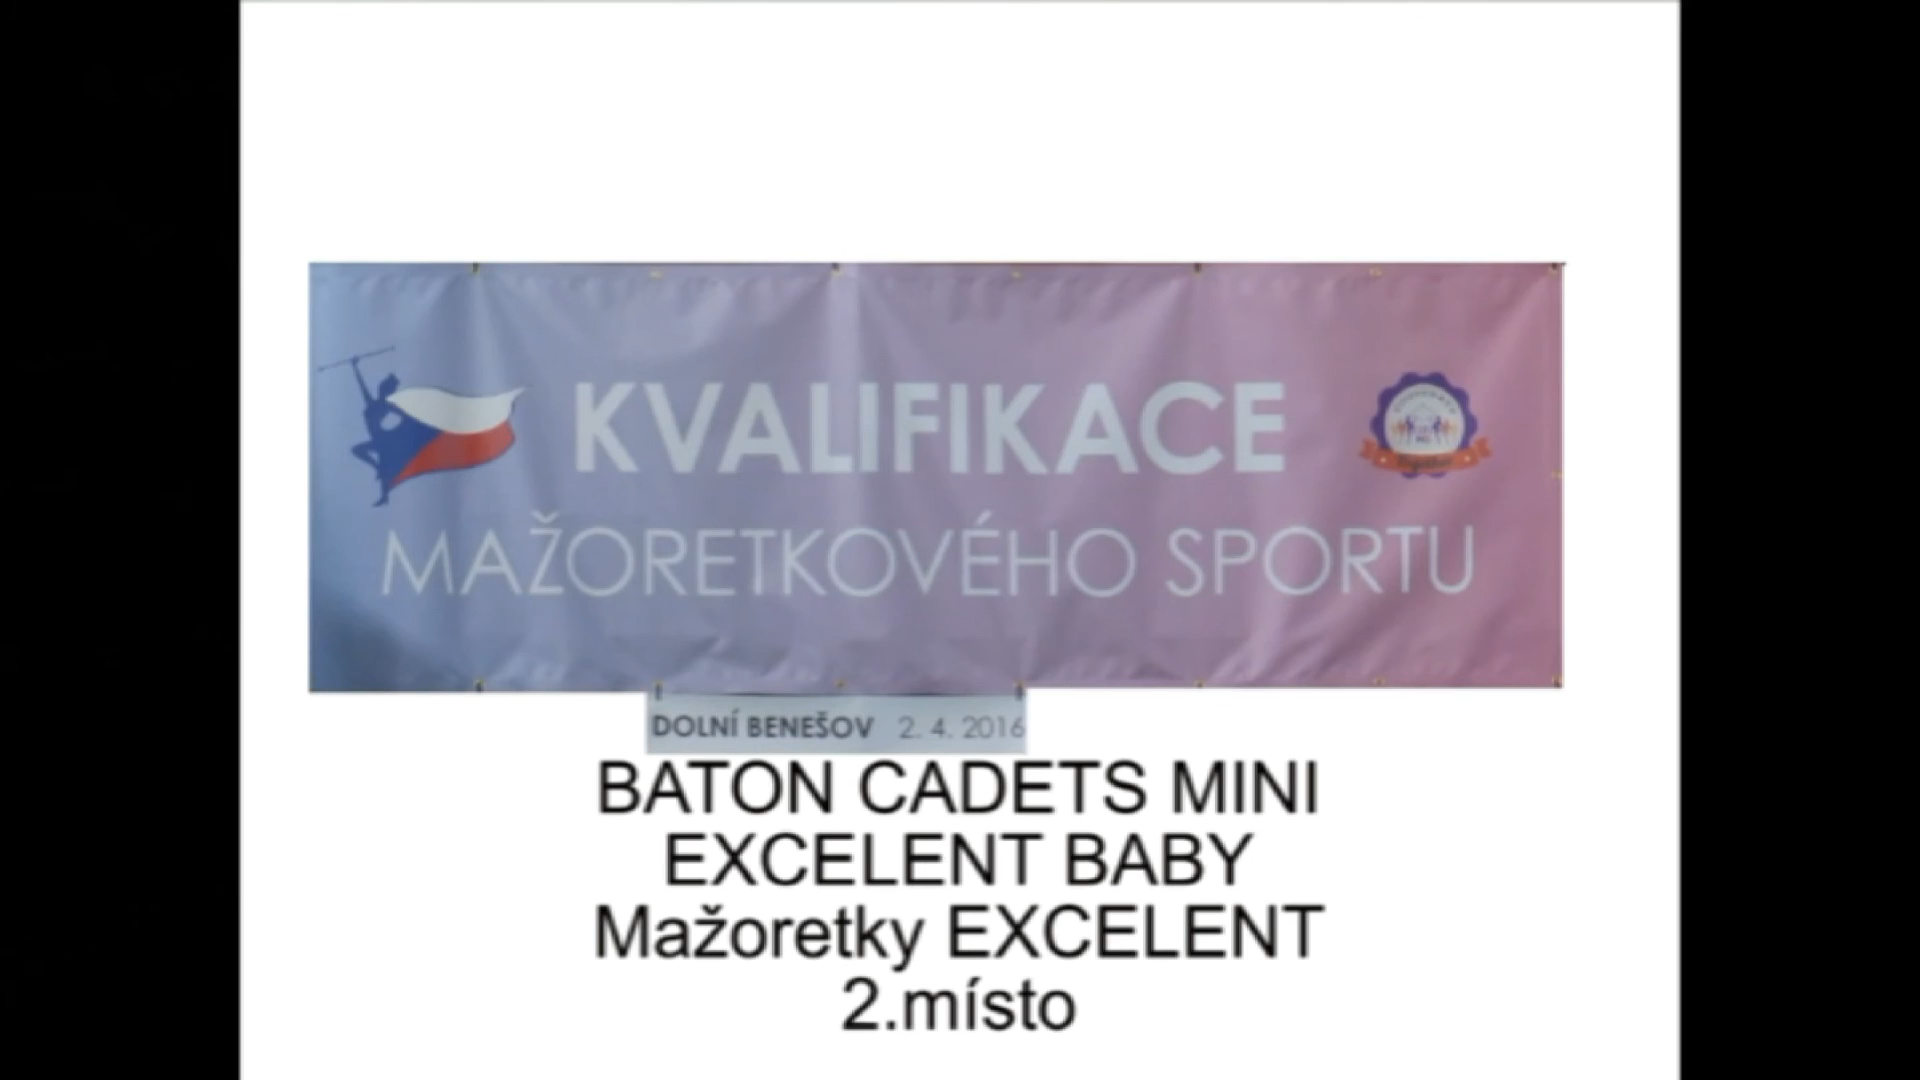 KVALIFIKACE
MAŽORETKOVÉHO SPORTU
DOLNÍ BENEŠOV 2. 4. 2016
BATON CADETS MINI
EXCELENT BABY
Mažoretky EXCELENT
2.místo